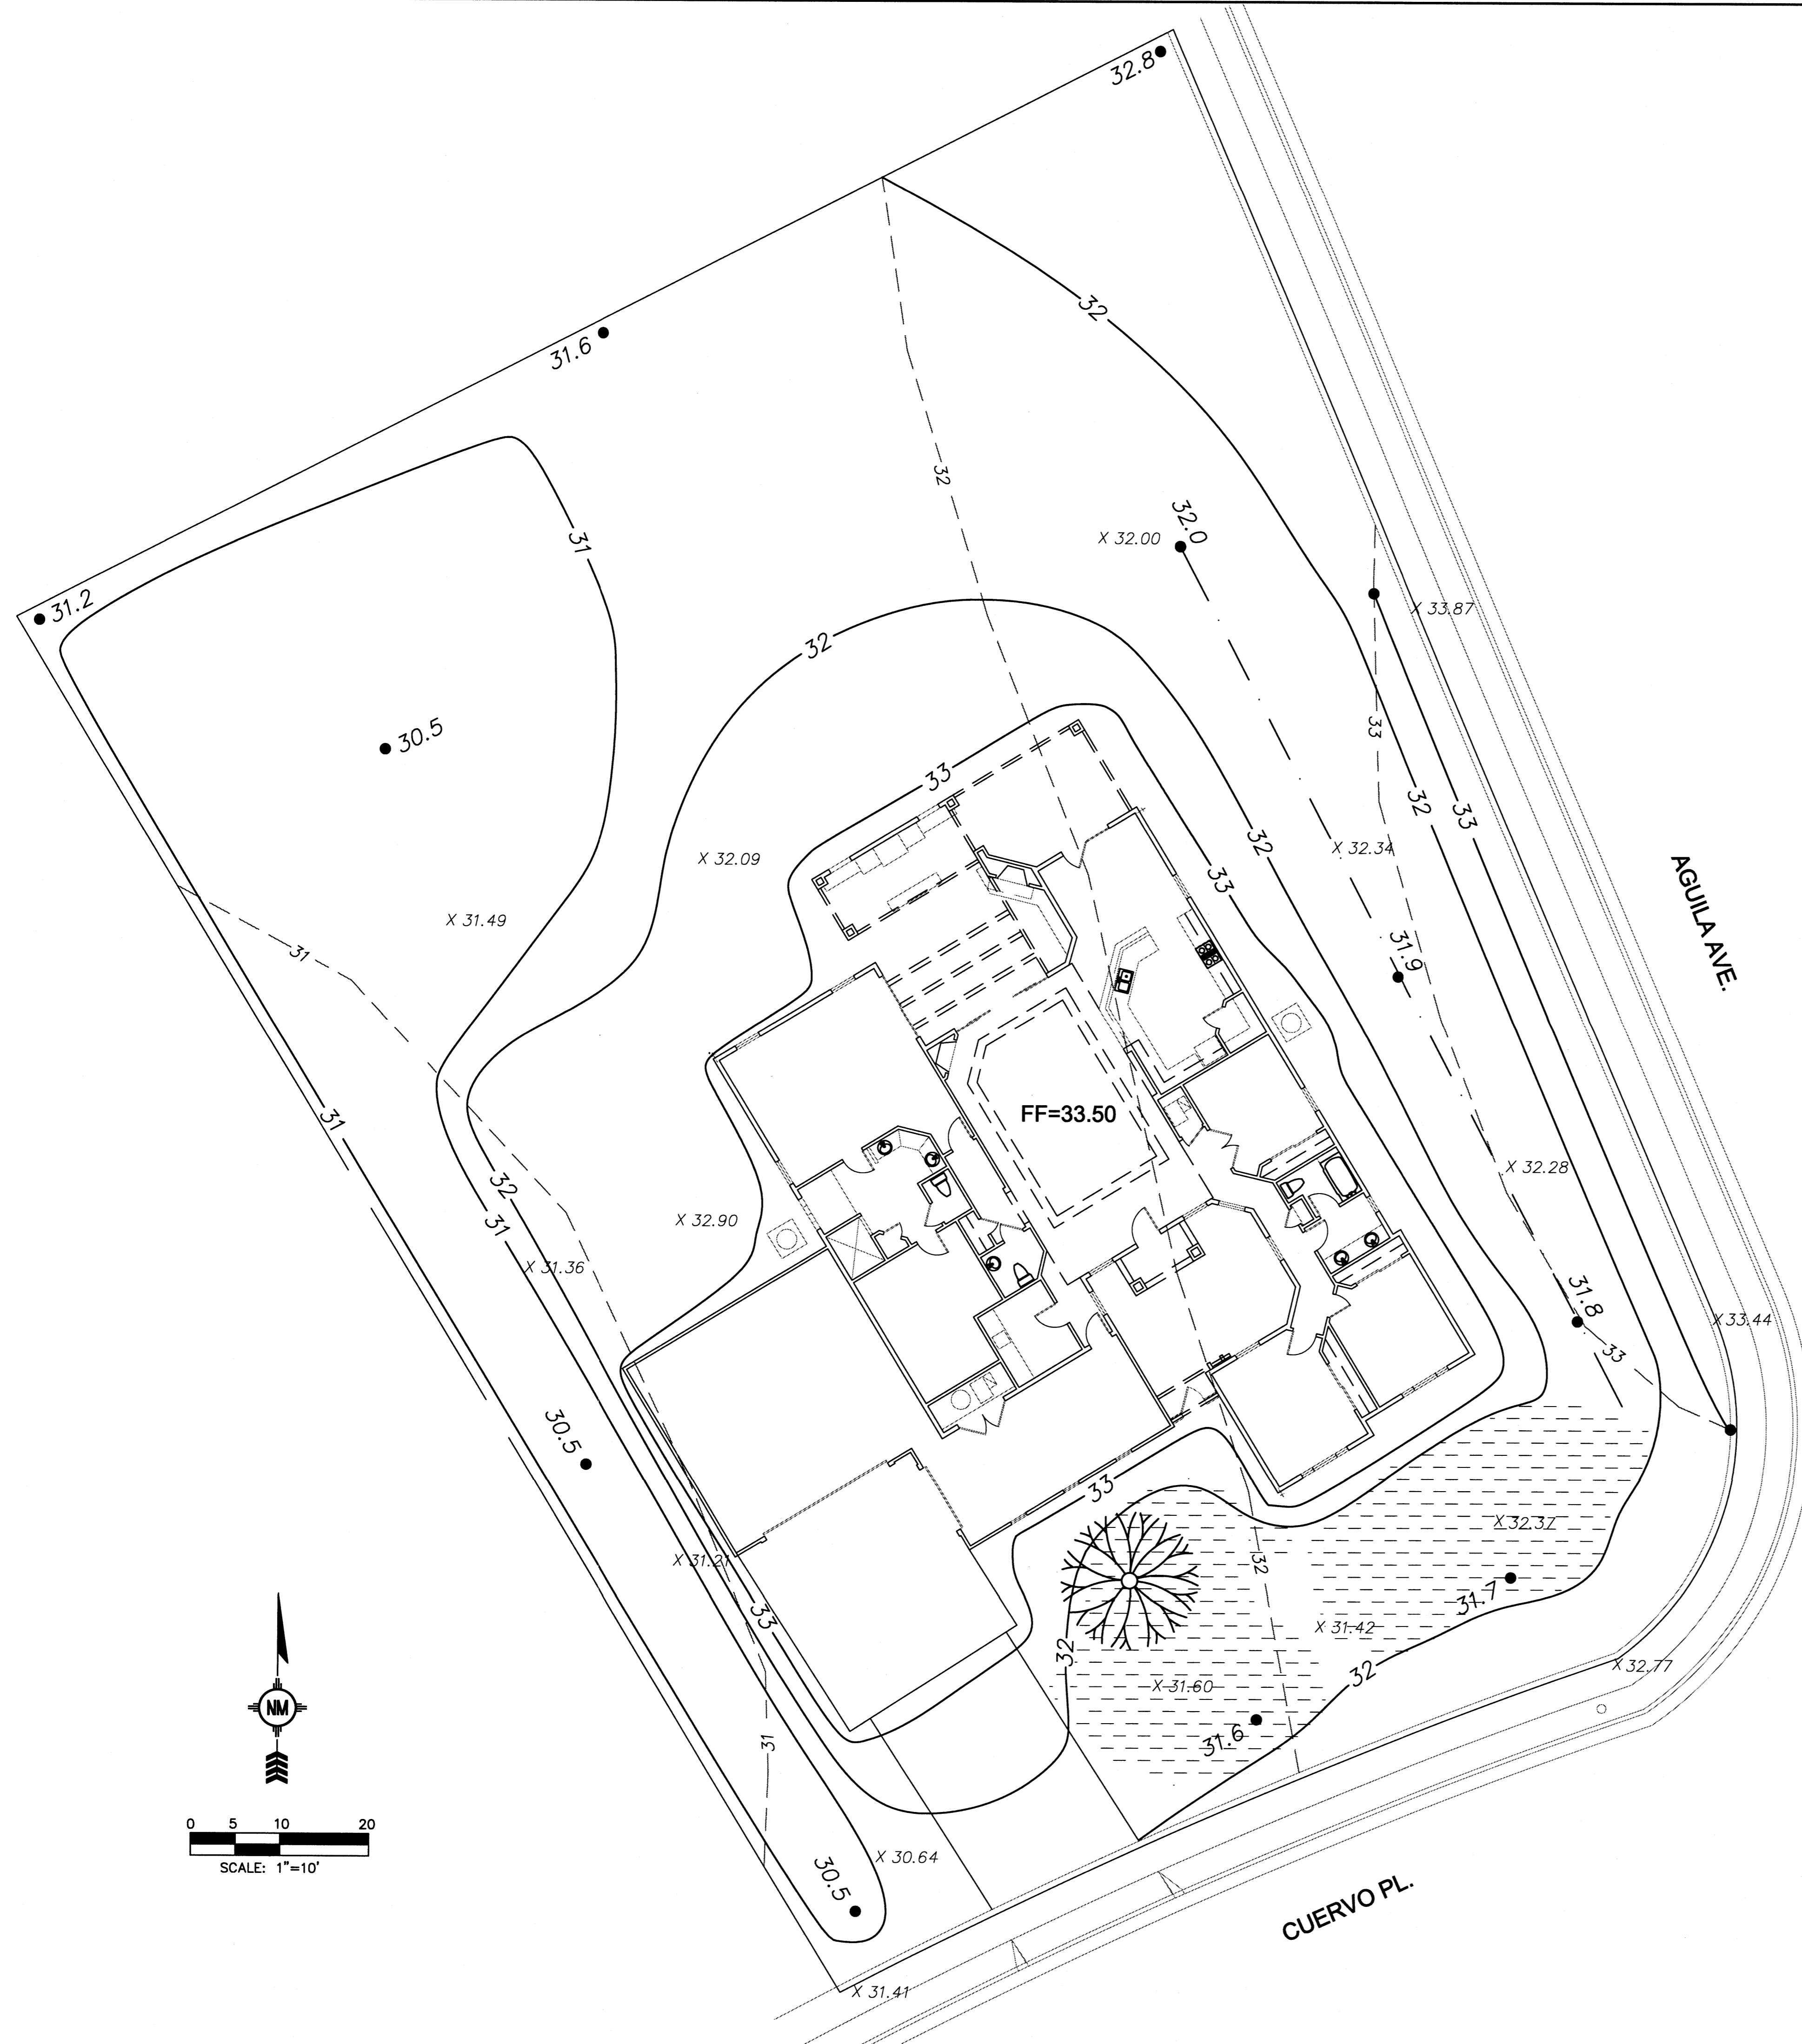 32.8
32
31.6
32
32.0
X 32.00
31
31.2
X 33.87
32
33
30.5
33
32
33
32
X 32.34
X 32.09
33
AGUILA AVE.
X 31.49
31
31.9
FF=33.50
31
X 32.28
32
31
X 32.90
X 31.36
31.8
X 33.44
33
30.5
33
X 32.37
X 31.21
32
31.7
33
X 31.42
32
32
X 32.77
X 31.60
NM
31.6
31
0 5 10 20
SCALE: 1"=10'
X 30.64
30.5
CUERVO PL.
X 31.41